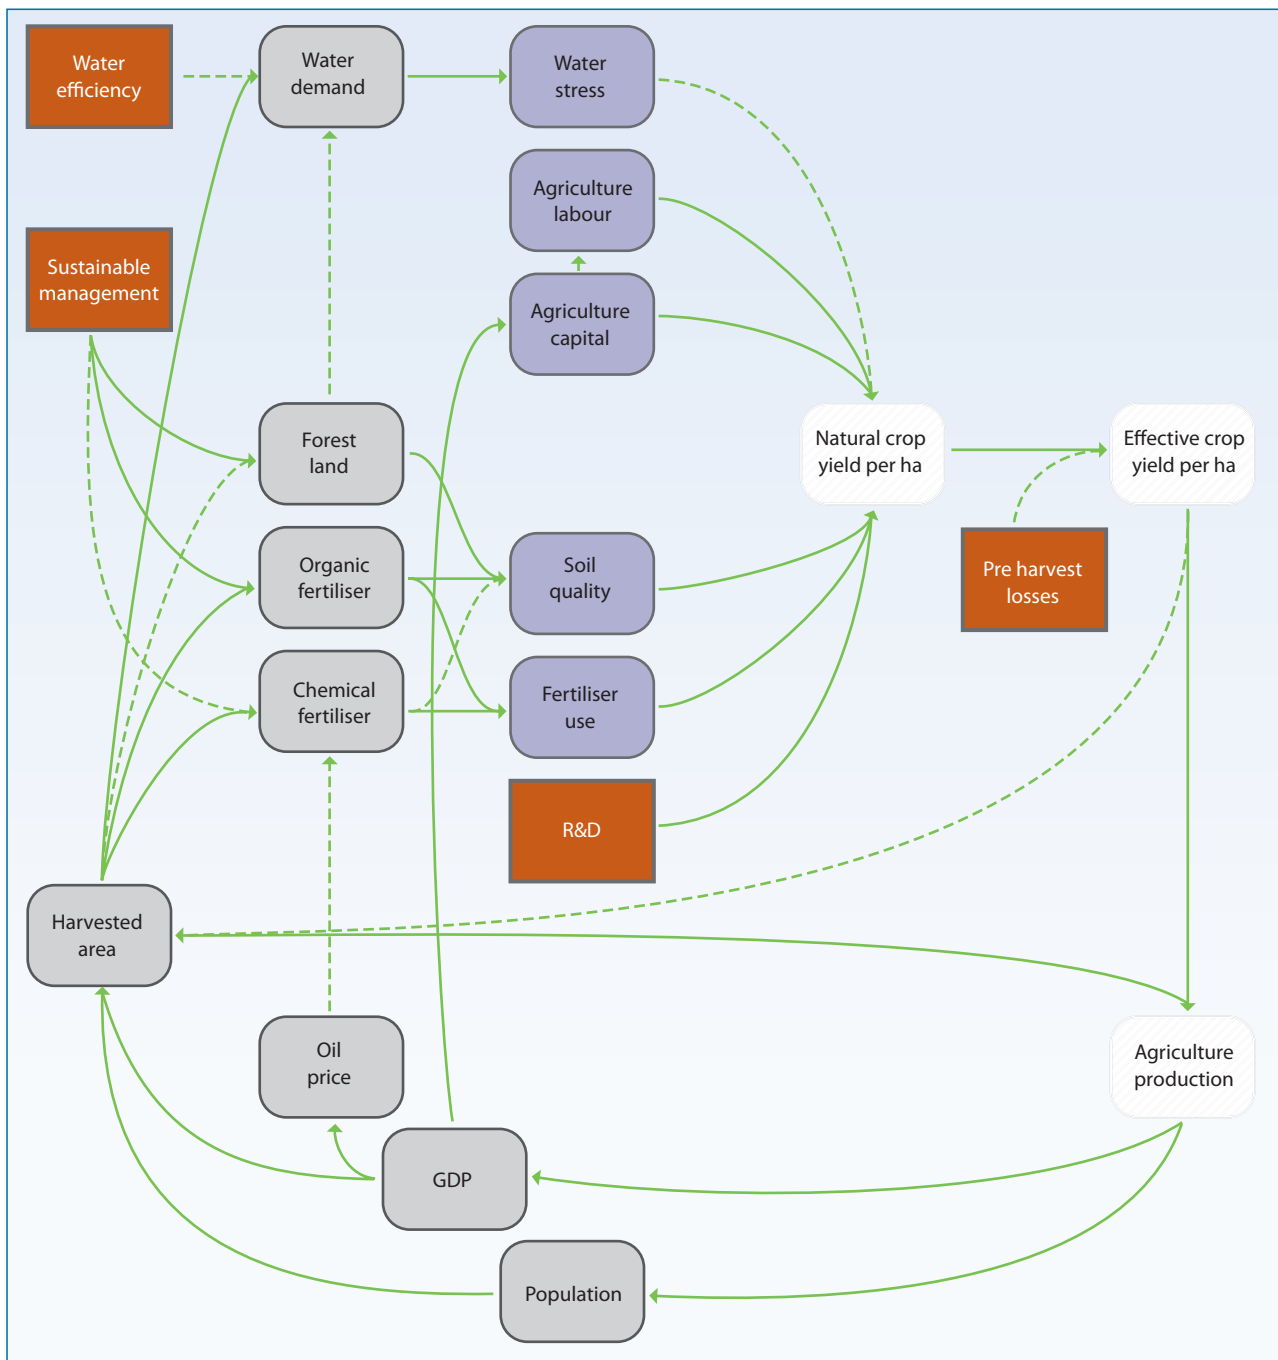 Water
efficiency
Water
demand
Water
stress
Agriculture
labour
Sustainable
management
Agriculture
capital
Forest
land
Natural crop
yield per ha
Effective crop
yield per ha
Organic
fertiliser
Soil
quality
Pre harvest
losses
Chemical
fertiliser
Fertiliser
use
R&D
Harvested
area
Oil
price
Agriculture
production
GDP
Population